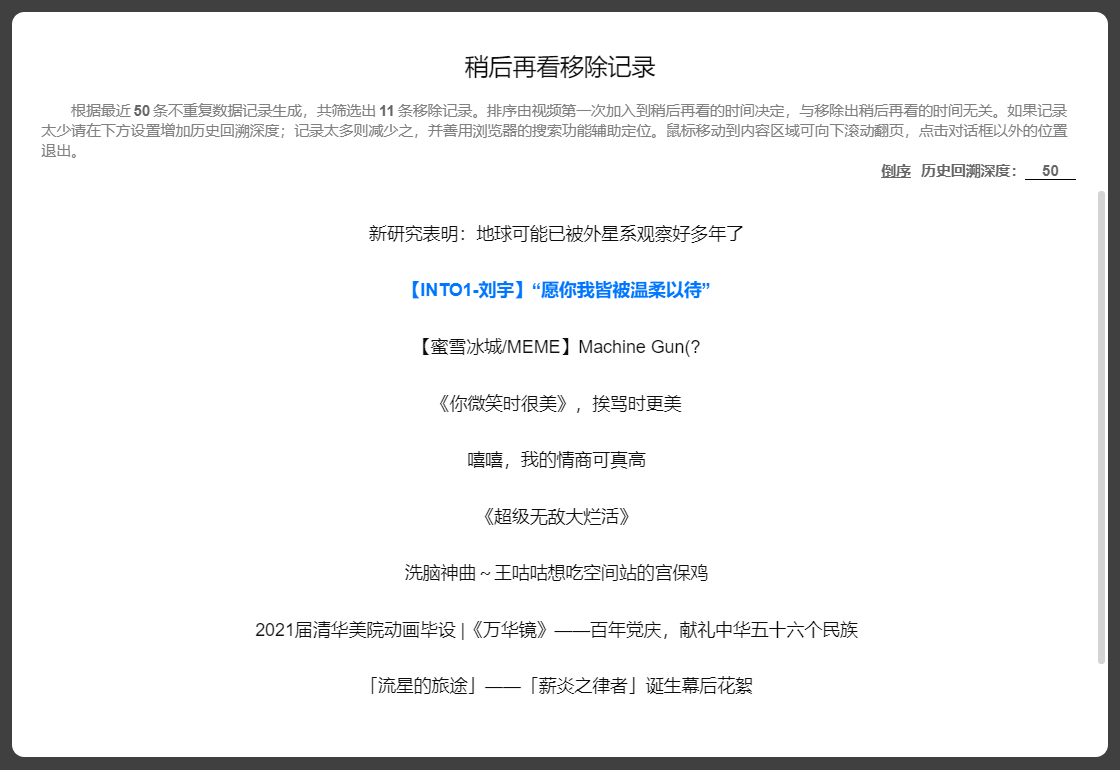 稍后再看移除记录
根据最近 50 条不重复数据记录生成，共筛选出 11 条移除记录。排序由视频第一次加入到稍后再看的时间决定，与移除出稍后再看的时间无关。如果记录
太少请在下方设置增加历史回溯深度；记录太多则减少之，并善用浏览器的搜索功能辅助定位。鼠标移动到内容区域可向下滚动翻页，点击对话框以外的位置
退出。
倒序 历史回溯深度： 50
新研究表明：地球可能已被外星系观察好多年了
【INTO1-刘宇】“愿你我皆被温柔以待”
【蜜雪冰城/MEME】Machine Gun(?
《你微笑时很美》，挨骂时更美
嘻嘻，我的情商可真高
《超级无敌大烂活》
洗脑神曲～王咕咕想吃空间站的宫保鸡
2021届清华美院动画毕设 |《万华镜》——百年党庆，献礼中华五十六个民族
「流星的旅途」——「薪炎之律者」诞生幕后花絮